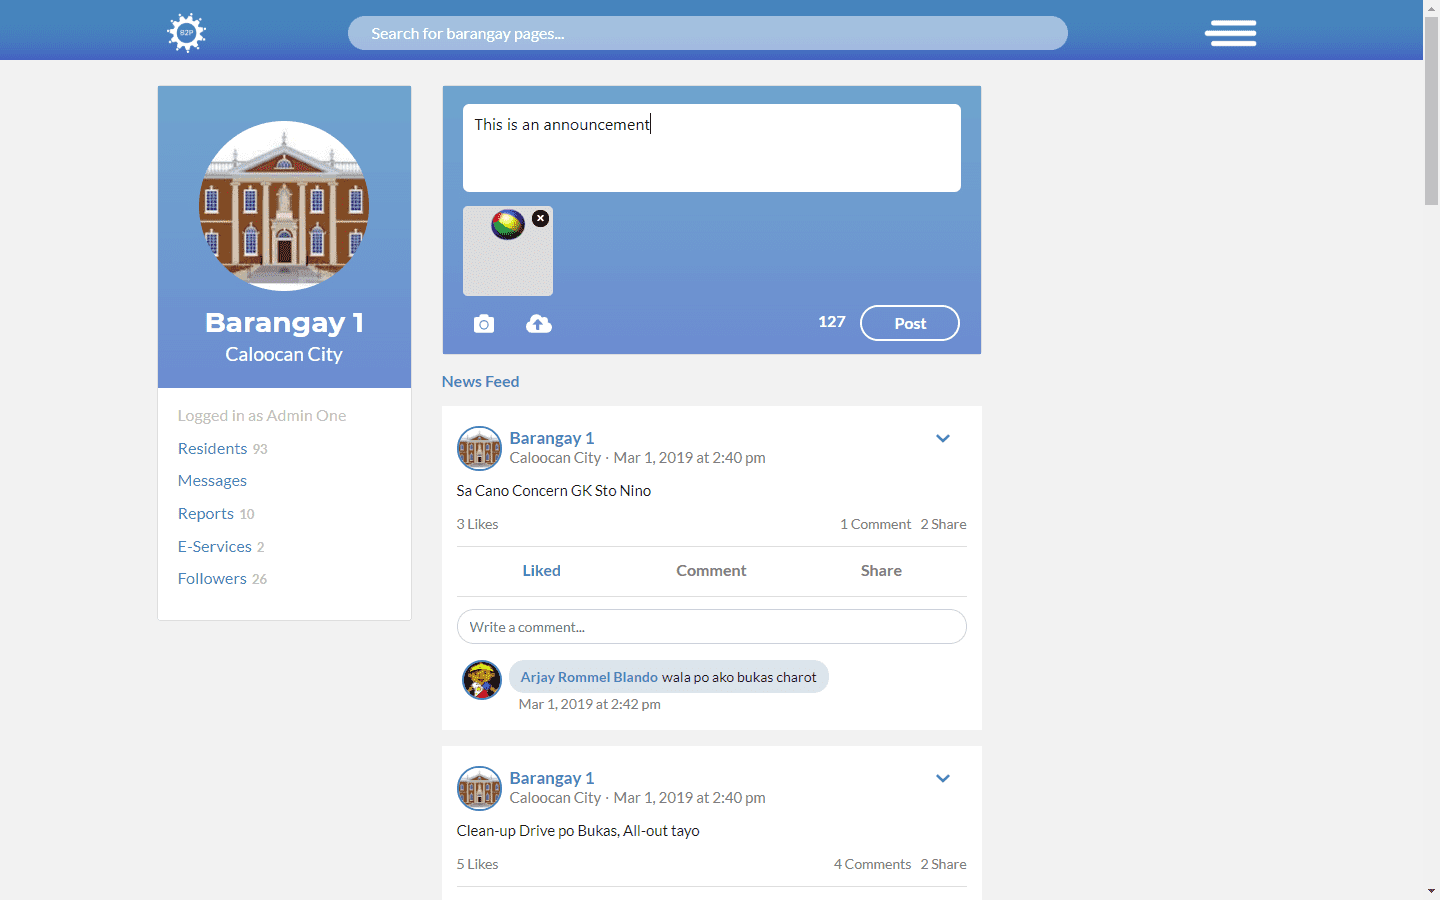 B2P
Search for barangay pages...
Barangay 1
Caloocan City
Logged in as Admin One
Residents 93
Messages
Reports 10
E-Services 2
Followers 26
This is an announcement
127
Post
News Feed
Barangay 1
Caloocan City · Mar 1, 2019 at 2:40 pm
Sa Cano Concern GK Sto Nino
3 Likes
1 Comment 2 Share
Liked Comment Share
Write a comment...
Arjay Rommel Blando wala po ako bukas charot
Mar 1, 2019 at 2:42 pm
Barangay 1
Caloocan City · Mar 1, 2019 at 2:40 pm
Clean-up Drive po Bukas, All-out tayo
5 Likes
4 Comments 2 Share